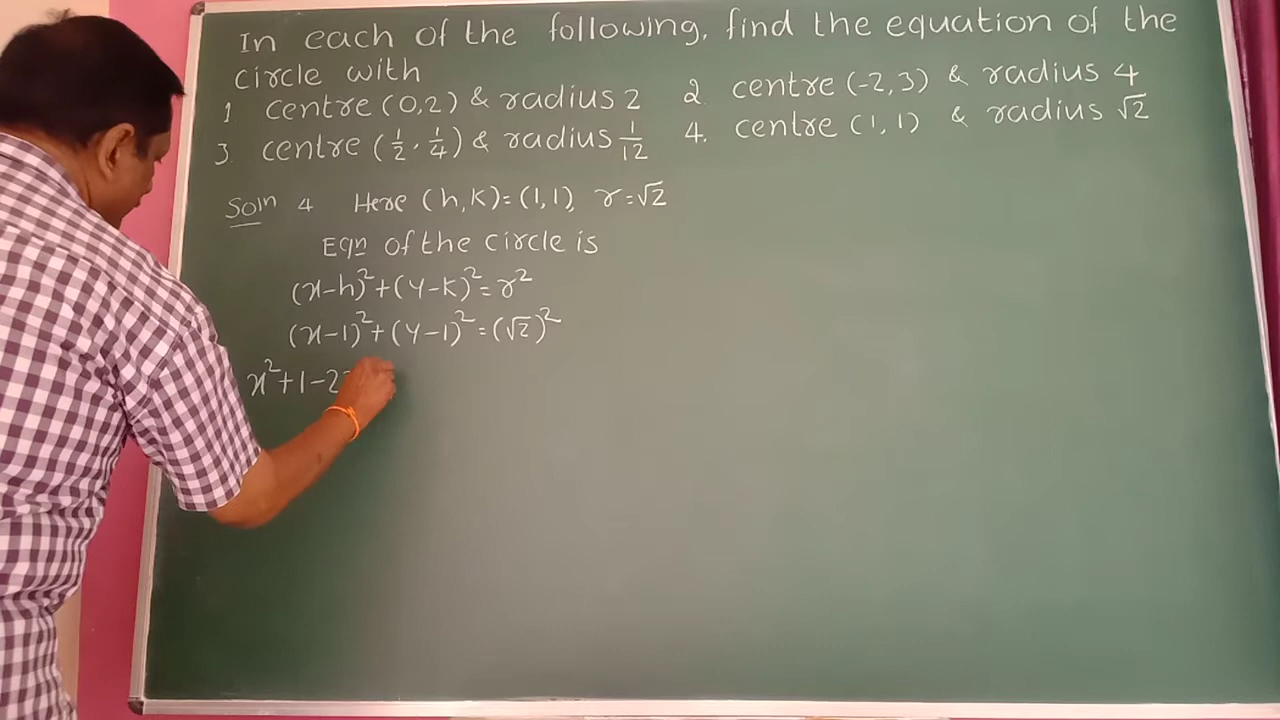 In each of the following, find the equation of the
circle with
1 centre (0,2) & radius 2 2. centre (-2,3) & radius 4
3. centre (1/2, 1/4) & radius 1/12 4. centre (1,1) & radius √2
Soln 4 Here (h,k)=(1,1), r=√2
Eqn of the circle is
(x-h)²+(y-k)²=r²
(x-1)²+(y-1)²=(√2)²
x²+1-2